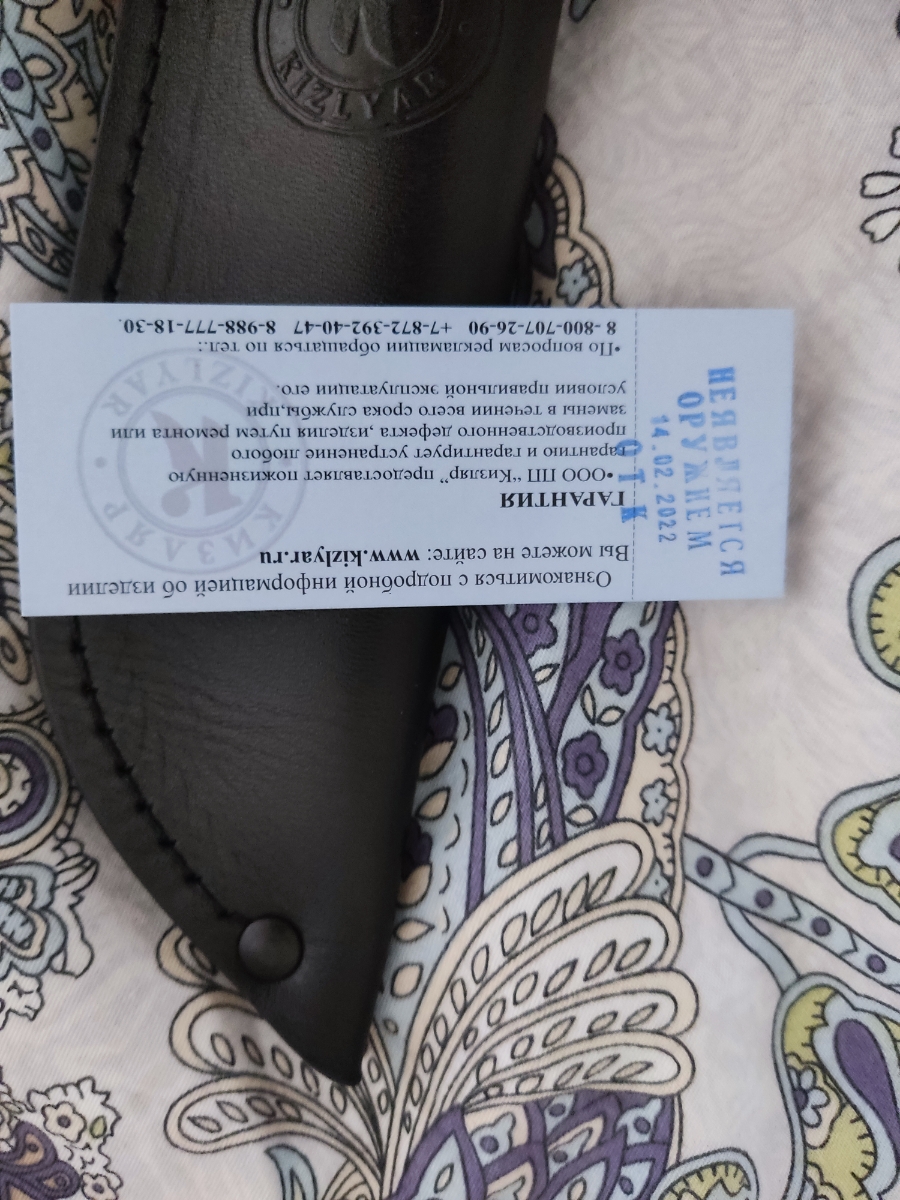 KIZLYAR
Ознакомиться с подробной информацией об изделии
Вы можете на сайте: www.kizlyar.ru
ГАРАНТИЯ
•ООО ПП “Кизляр” предоставляет пожизненную
гарантию и гарантирует устранение любого
производственного дефекта ,изделия путем ремонта или
замены в течении всего срока службы,при
условии правильной эксплуатации его.
•По вопросам рекламации обращаться по тел.:
8 -800-707-26-90 +7-872-392-40-47 8-988-777-18-30.
КИЗЛЯР
KIZLYAR
НЕ ЯВЛЯЕТСЯ
ОРУЖИЕМ
14.02.2022
ОТК